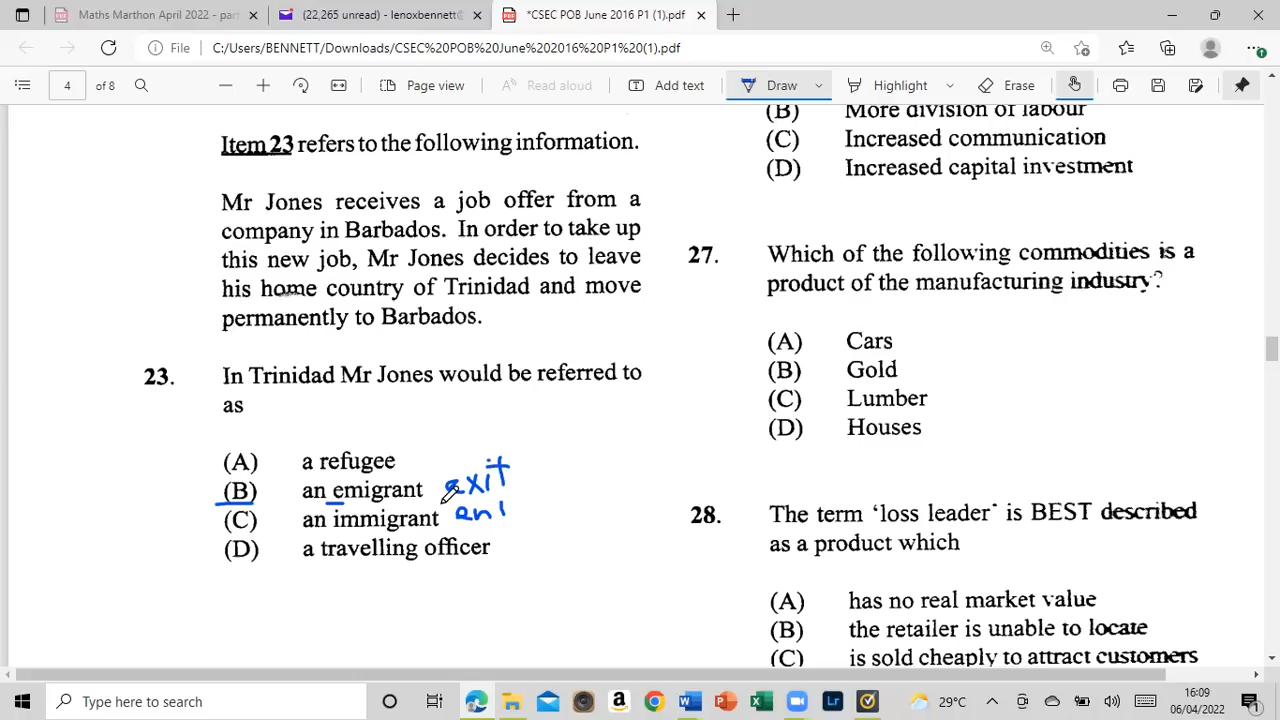 Maths Marthon April 2022 - part
(22,265 unread) - lenoxbennett@
*CSEC POB June 2016 P1 (1).pdf
File
C:/Users/BENNETT/Downloads/CSEC%20POB%20June%202016%20P1%20(1).pdf
4 of 8
Page view
Read aloud
Add text
Draw
Highlight
Erase
Item 23 refers to the following information.
Mr Jones receives a job offer from a
company in Barbados. In order to take up
this new job, Mr Jones decides to leave
his home country of Trinidad and move
permanently to Barbados.
23. In Trinidad Mr Jones would be referred to
as
(A) a refugee
(B) an emigrant exit
(C) an immigrant en
(D) a travelling officer
(B) More division of labour
(C) Increased communication
(D) Increased capital investment
27. Which of the following commodities is a
product of the manufacturing industry?
(A) Cars
(B) Gold
(C) Lumber
(D) Houses
28. The term 'loss leader' is BEST described
as a product which
(A) has no real market value
(B) the retailer is unable to locate
(C) is sold cheaply to attract customers
Type here to search
29°C
16:09
06/04/2022